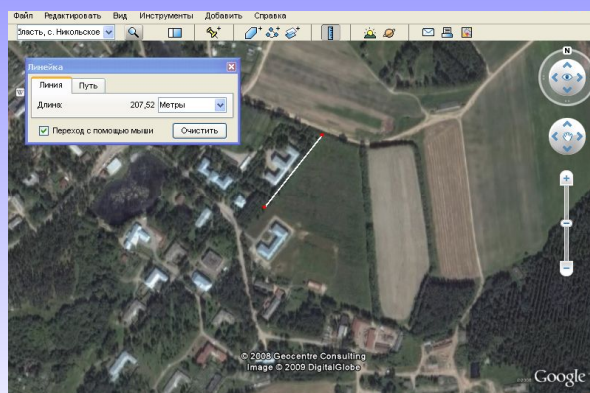 Файл Редактировать Вид Инструменты Добавить Справка
бласть, с. Никольское
Линейка
Линия Путь
Длина: 207,52 Метры
Переход с помощью мыши Очистить
N
© 2008 Geocentre Consulting
Image © 2009 DigitalGlobe
Google